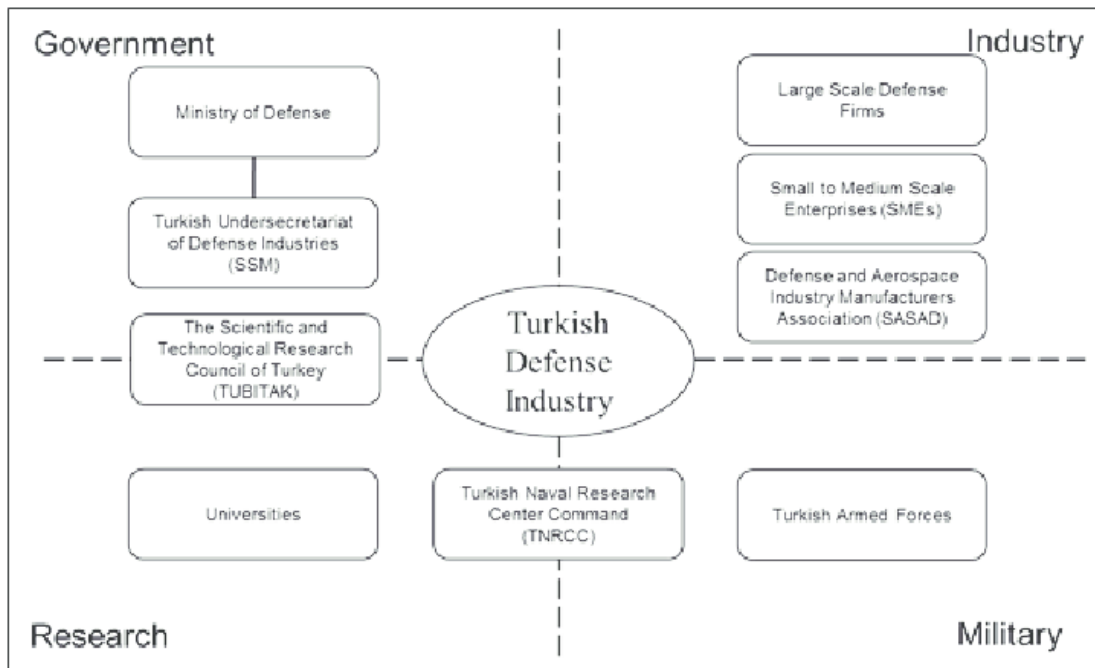 Government
Industry
Ministry of Defense
Large Scale Defense
Firms
Turkish Undersecretariat
of Defense Industries
(SSM)
Small to Medium Scale
Enterprises (SMEs)
Defense and Aerospace
Industry Manufacturers
Association (SASAD)
The Scientific and
Technological Research
Council of Turkey
(TUBITAK)
Turkish
Defense
Industry
Universities
Turkish Naval Research
Center Command
(TNRCC)
Turkish Armed Forces
Research
Military